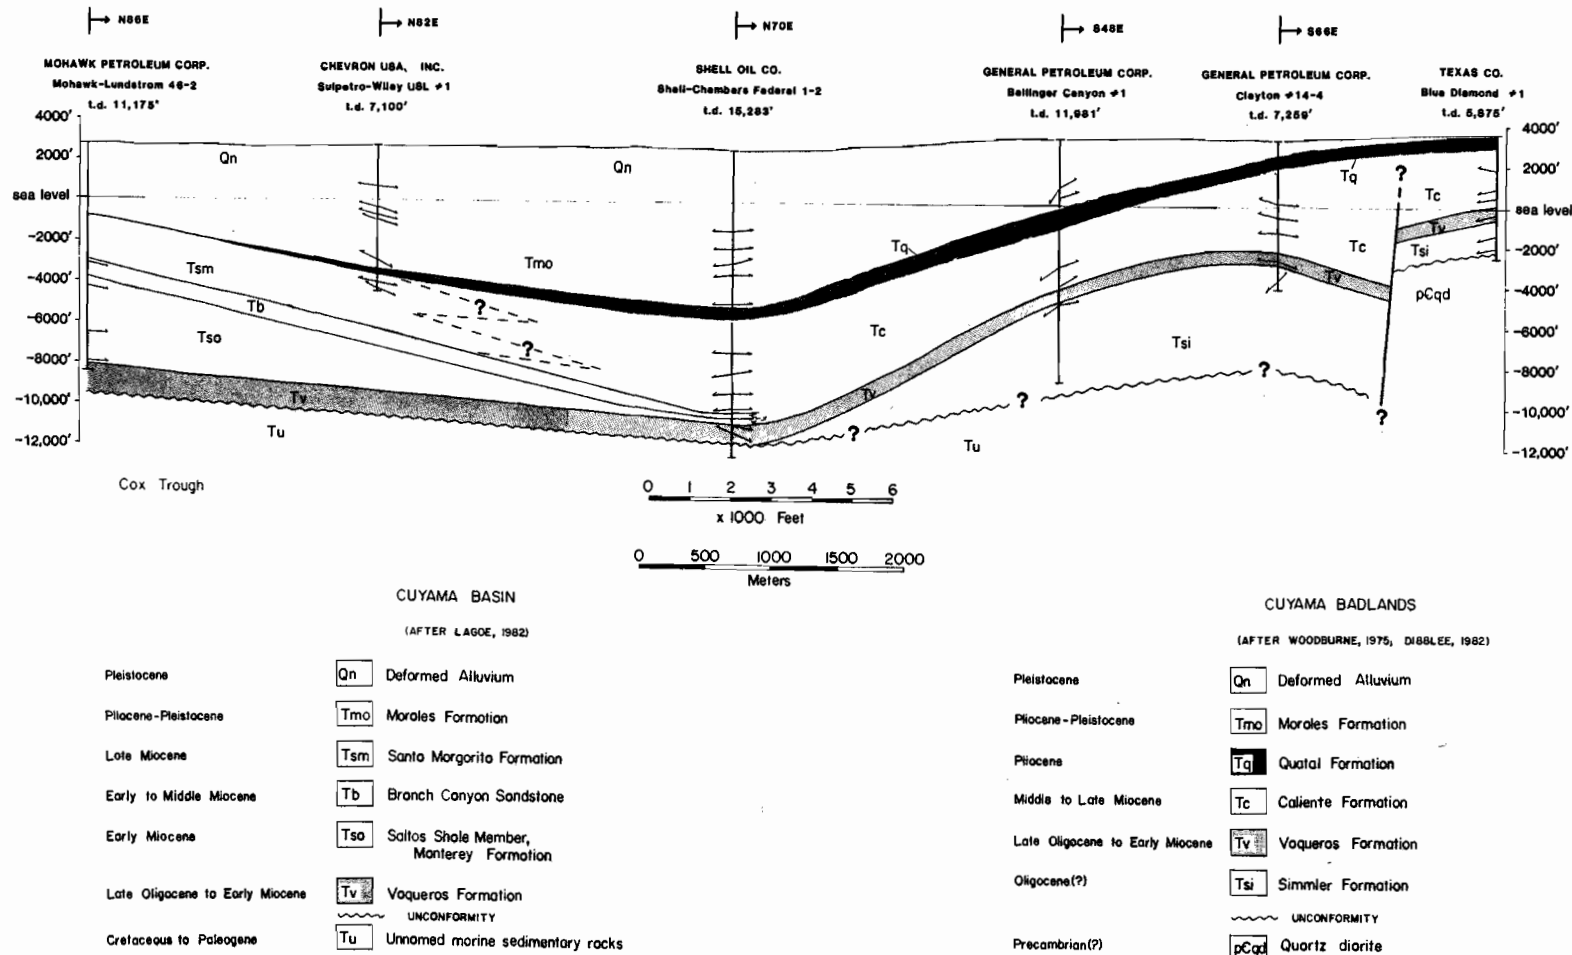 N86E
N82E
N70E
S48E
S66E
MOHAWK PETROLEUM CORP.
Mohawk-Lundstrom 46-2
t.d. 11,175'
CHEVRON USA, INC.
Sulpetro-Wiley USL #1
t.d. 7,100'
SHELL OIL CO.
Shell-Chambers Federal 1-2
t.d. 15,283'
GENERAL PETROLEUM CORP.
Ballinger Canyon #1
t.d. 11,981'
GENERAL PETROLEUM CORP.
Clayton #14-4
t.d. 7,259'
TEXAS CO.
Blue Diamond #1
t.d. 5,875'
4000'
2000'
sea level
-2000'
-4000'
-6000'
-8000'
-10,000'
-12,000'
4000'
2000'
sea level
-2000'
-4000'
-6000'
-8000'
-10,000'
-12,000'
Qn
Qn
Tmo
Tsm
Tb
Tso
Tv
Tu
?
?
Tq
Tc
Tv
?
?
?
Tu
Tsi
Tc
Tv
Tq
?
Tc
Tv
Tsi
p€qd
?
Cox Trough
0 1 2 3 4 5 6
x 1000 Feet
0 500 1000 1500 2000
Meters
CUYAMA BASIN
(AFTER LAGOE, 1982)
Pleistocene Qn Deformed Alluvium
Pliocene-Pleistocene Tmo Morales Formation
Late Miocene Tsm Santa Margarita Formation
Early to Middle Miocene Tb Branch Canyon Sandstone
Early Miocene Tso Saltos Shale Member,
Monterey Formation
Late Oligocene to Early Miocene Tv Vaqueros Formation
UNCONFORMITY
Cretaceous to Paleogene Tu Unnamed marine sedimentary rocks
CUYAMA BADLANDS
(AFTER WOODBURNE, 1975; DIBBLEE, 1982)
Pleistocene Qn Deformed Alluvium
Pliocene-Pleistocene Tmo Morales Formation
Pliocene Tq Quatal Formation
Middle to Late Miocene Tc Caliente Formation
Late Oligocene to Early Miocene Tv Vaqueros Formation
Oligocene(?) Tsi Simmler Formation
UNCONFORMITY
Precambrian(?) p€qd Quartz diorite